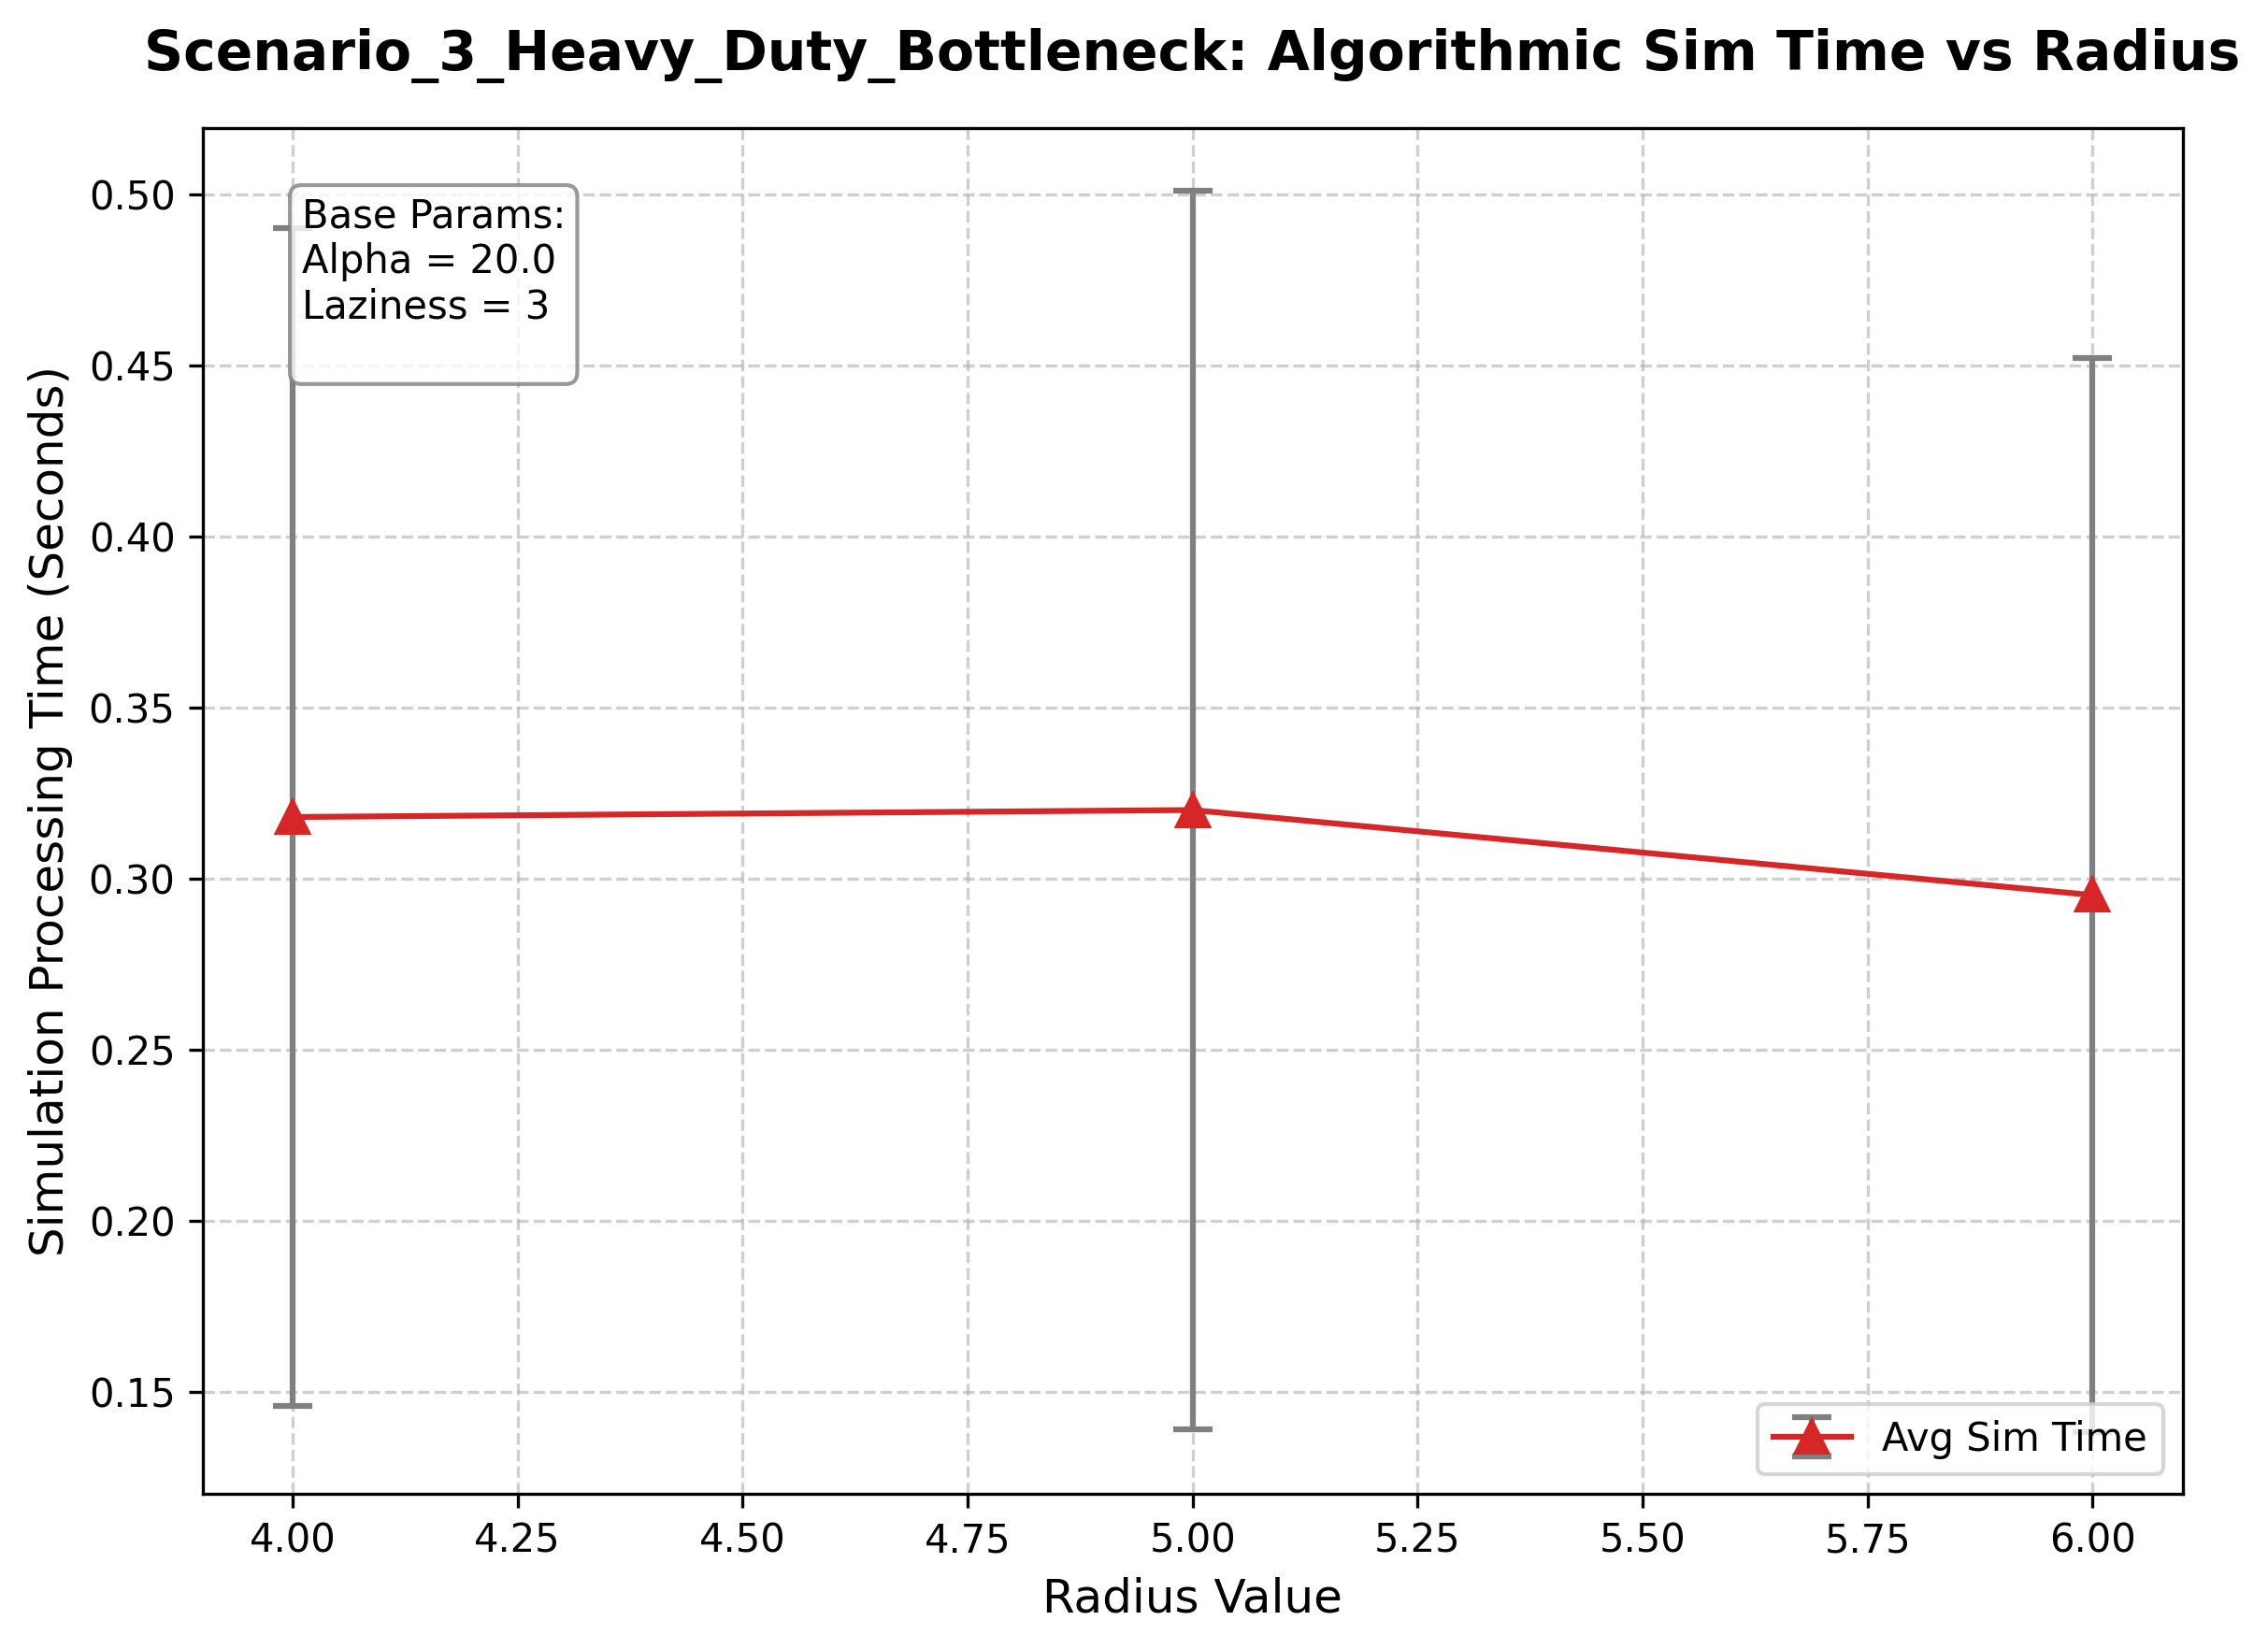 Scenario_3_Heavy_Duty_Bottleneck: Algorithmic Sim Time vs Radius
Simulation Processing Time (Seconds)
0.50
0.45
0.40
0.35
0.30
0.25
0.20
0.15
Base Params:
Alpha = 20.0
Laziness = 3
Avg Sim Time
4.00 4.25 4.50 4.75 5.00 5.25 5.50 5.75 6.00
Radius Value